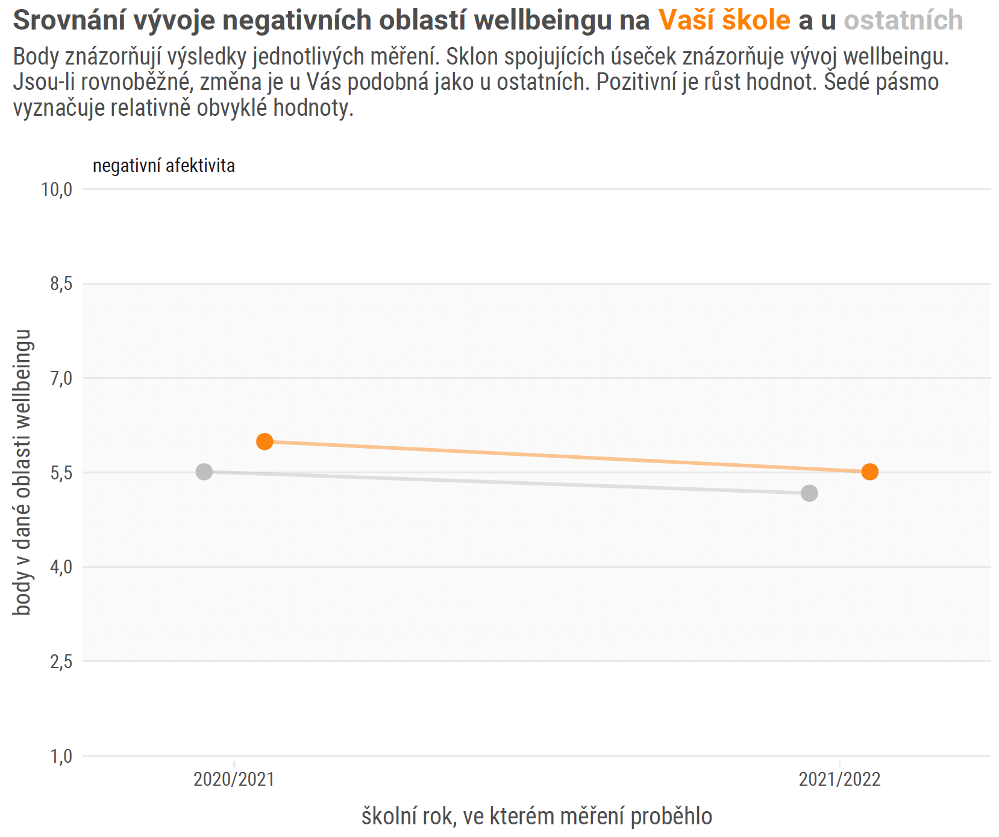 Srovnání vývoje negativních oblastí wellbeingu na Vaší škole a u ostatních
Body znázorňují výsledky jednotlivých měření. Sklon spojujících úseček znázorňuje vývoj wellbeingu.
Jsou-li rovnoběžné, změna je u Vás podobná jako u ostatních. Pozitivní je růst hodnot. Šedé pásmo
vyznačuje relativně obvyklé hodnoty.
negativní afektivita
10,0
8,5
7,0
5,5
4,0
2,5
1,0
body v dané oblasti wellbeingu
2020/2021
2021/2022
školní rok, ve kterém měření proběhlo